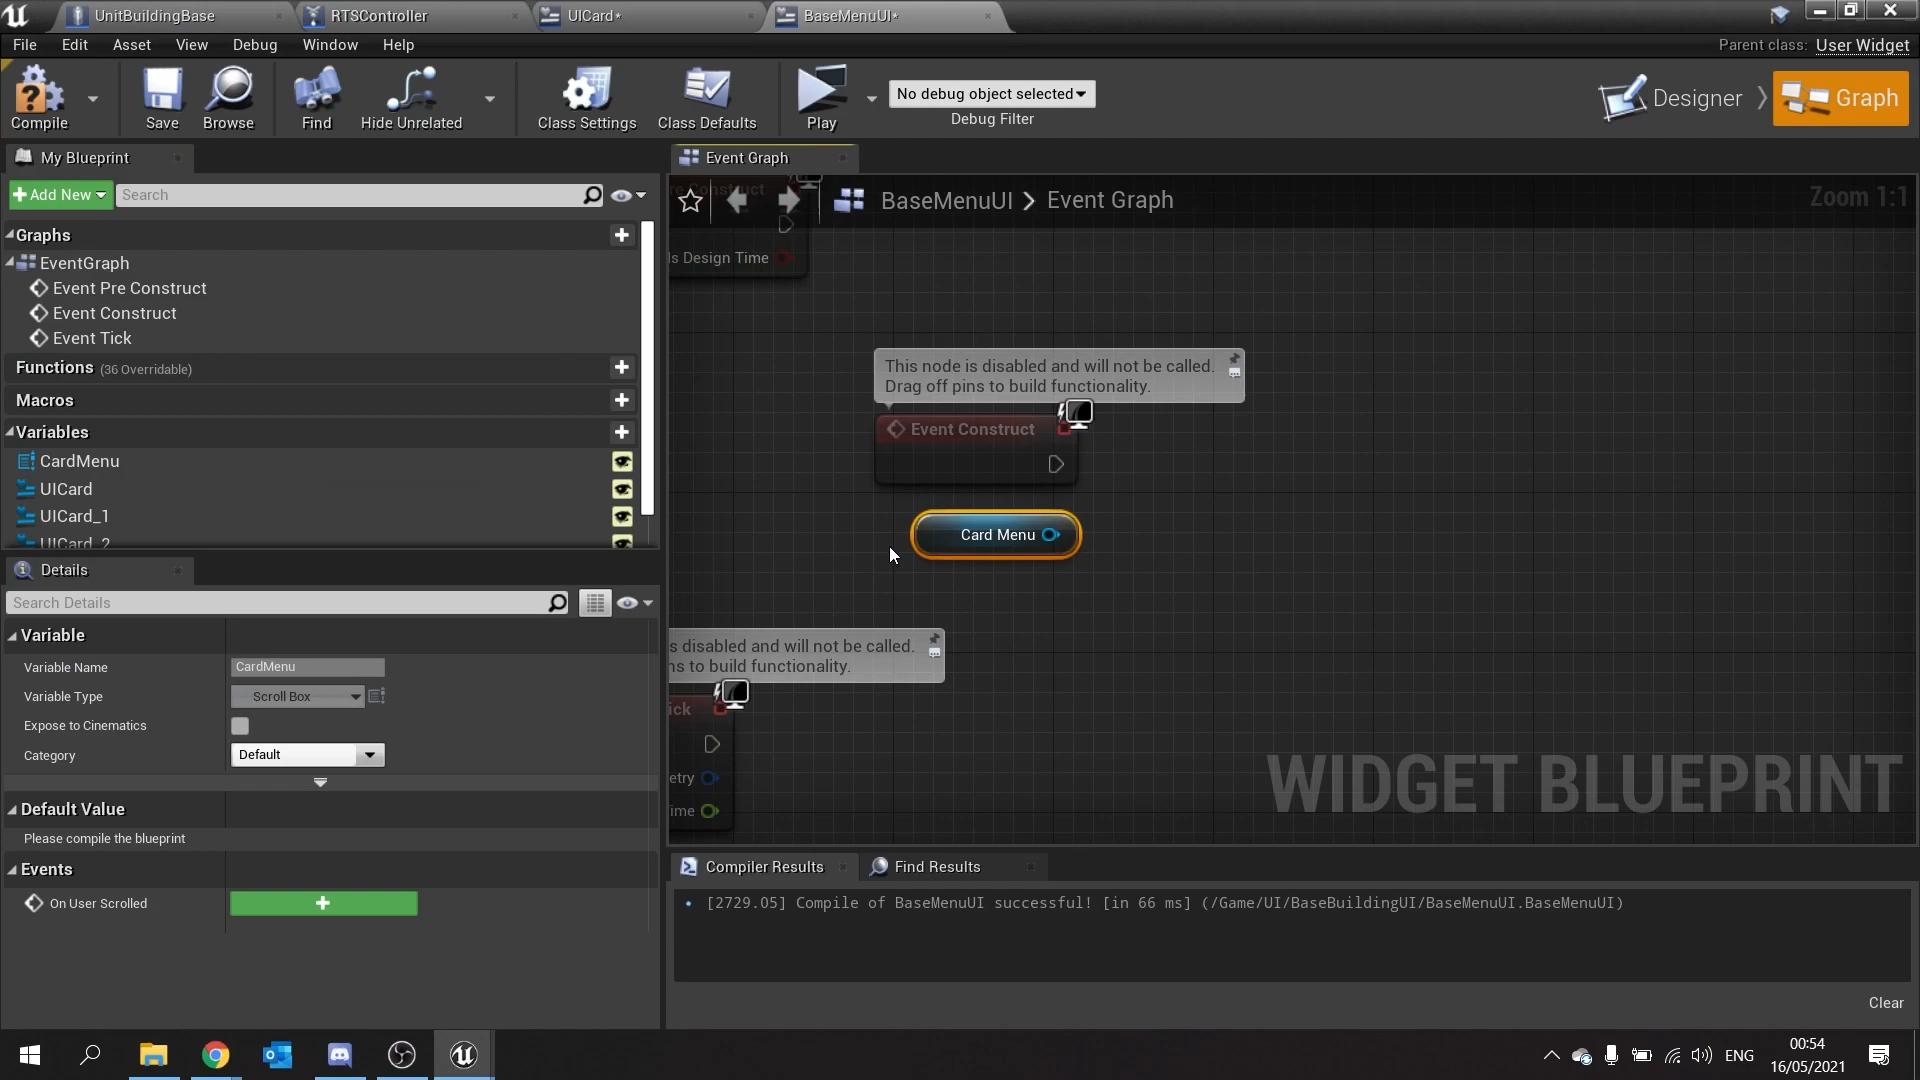 UnitBuildingBase
RTSController
UICard*
BaseMenuUI*
File Edit Asset View Debug Window Help
Parent class: User Widget
Compile
Save
Browse
Find
Hide Unrelated
Class Settings
Class Defaults
Play
No debug object selected
Debug Filter
Designer
Graph
My Blueprint
Add New
Search
Graphs
EventGraph
Event Pre Construct
Event Construct
Event Tick
Functions (36 Overridable)
Macros
Variables
CardMenu
UICard
UICard_1
UICard_2
Details
Search Details
Variable
Variable Name CardMenu
Variable Type Scroll Box
Expose to Cinematics
Category Default
Default Value
Please compile the blueprint
Events
On User Scrolled
Event Graph
BaseMenuUI > Event Graph
Zoom 1:1
Construct
s Design Time
This node is disabled and will not be called.
Drag off pins to build functionality.
Event Construct
Card Menu
s disabled and will not be called.
ns to build functionality.
ick
etry
ime
WIDGET BLUEPRINT
Compiler Results
Find Results
[2729.05] Compile of BaseMenuUI successful! [in 66 ms] (/Game/UI/BaseBuildingUI/BaseMenuUI.BaseMenuUI)
Clear
ENG
00:54
16/05/2021